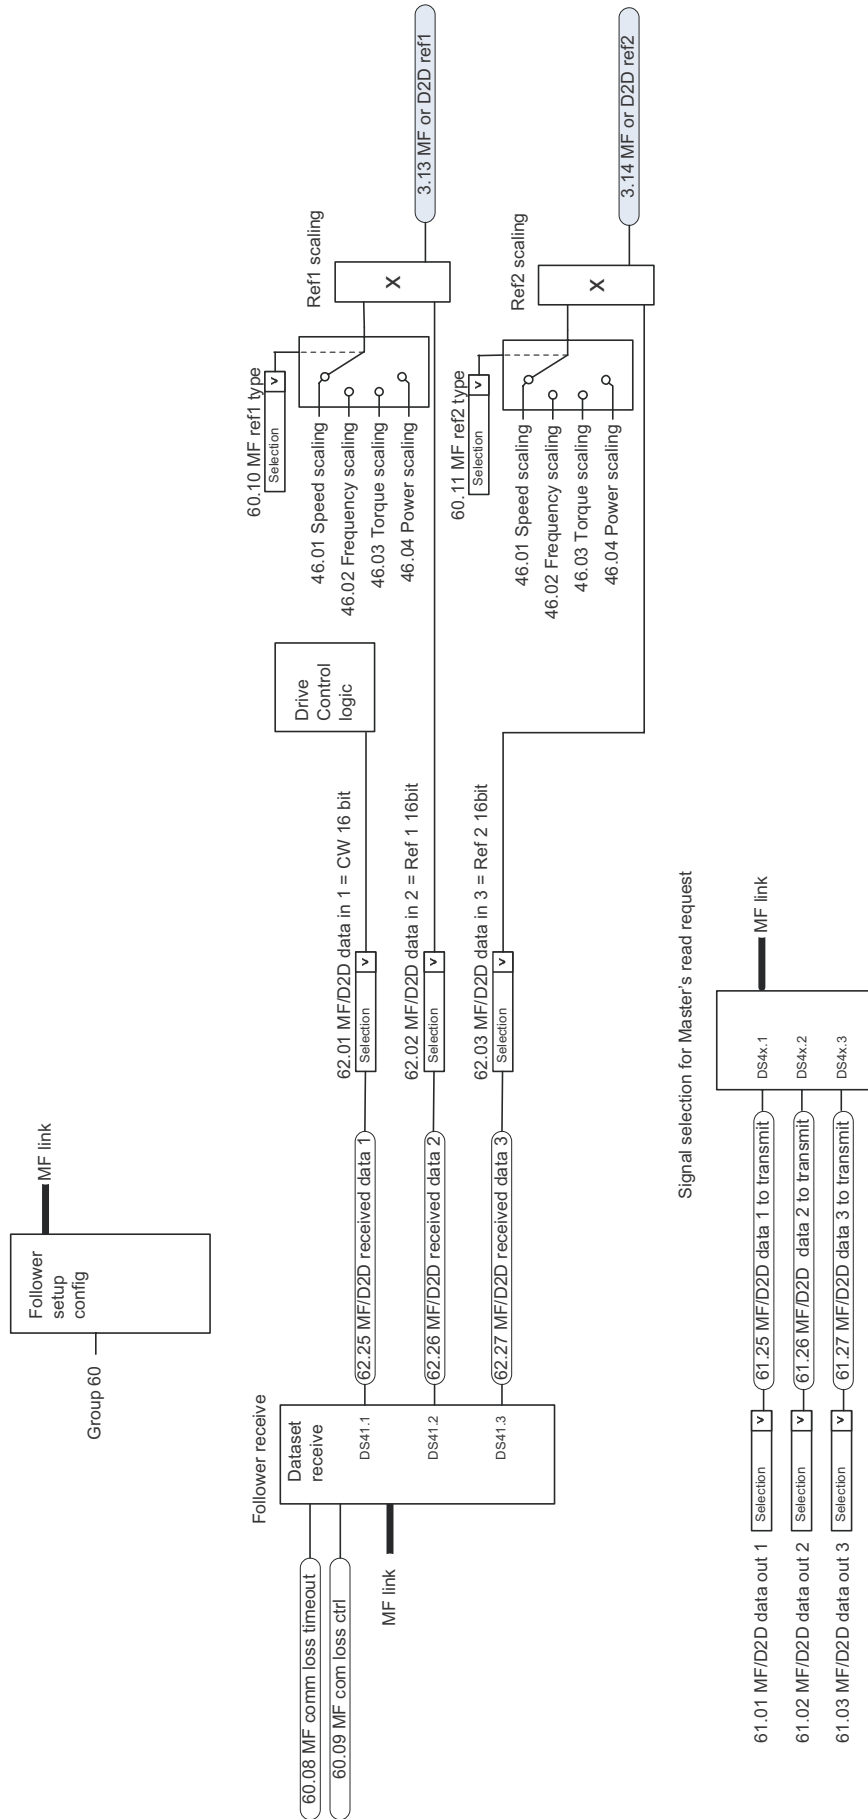 Group 60
Follower
setup
config
MF link
Follower receive
60.08 MF comm loss timeout
60.09 MF com loss ctrl
MF link
Dataset
receive
DS41.1
DS41.2
DS41.3
62.25 MF/D2D received data 1
62.26 MF/D2D received data 2
62.27 MF/D2D received data 3
62.01 MF/D2D data in 1 = CW 16 bit
Selection
v
62.02 MF/D2D data in 2 = Ref 1 16bit
Selection
v
62.03 MF/D2D data in 3 = Ref 2 16bit
Selection
v
Drive
Control
logic
60.10 MF ref1 type
Selection
v
46.01 Speed scaling
46.02 Frequency scaling
46.03 Torque scaling
46.04 Power scaling
Ref1 scaling
X
3.13 MF or D2D ref1
60.11 MF ref2 type
Selection
v
46.01 Speed scaling
46.02 Frequency scaling
46.03 Torque scaling
46.04 Power scaling
Ref2 scaling
X
3.14 MF or D2D ref2
Signal selection for Master's read request
61.01 MF/D2D data out 1
Selection
v
61.25 MF/D2D data 1 to transmit
DS4x.1
MF link
61.02 MF/D2D data out 2
Selection
v
61.26 MF/D2D data 2 to transmit
DS4x.2
61.03 MF/D2D data out 3
Selection
v
61.27 MF/D2D data 3 to transmit
DS4x.3